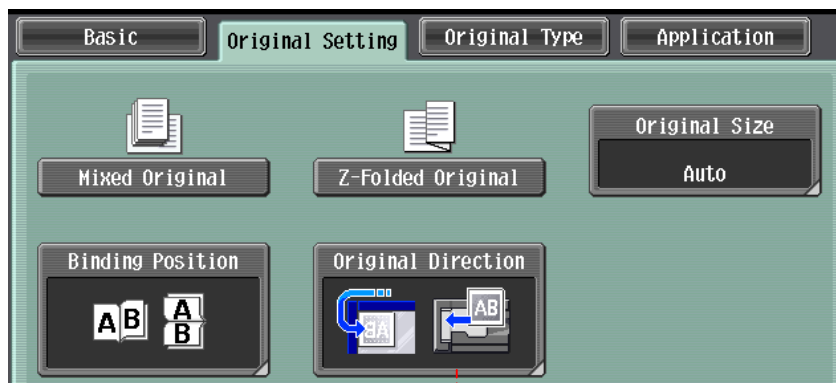 Basic
Original Setting
Original Type
Application
Mixed Original
Z-Folded Original
Original Size
Auto
Binding Position
Original Direction
A B
A
B
AB
AB